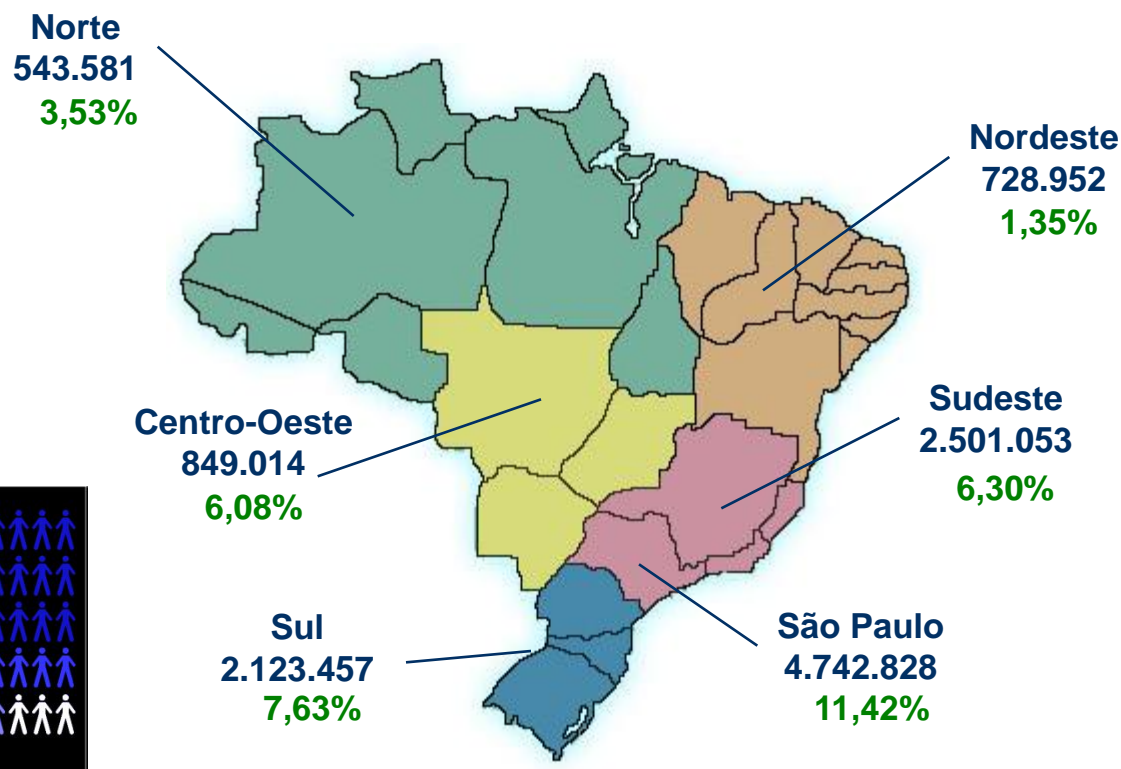 Norte
543.581
3,53%
Nordeste
728.952
1,35%
Centro-Oeste
849.014
6,08%
Sudeste
2.501.053
6,30%
Sul
2.123.457
7,63%
São Paulo
4.742.828
11,42%